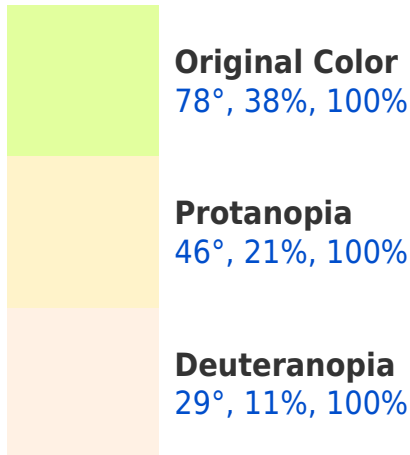 Original Color
78°, 38%, 100%
Protanopia
46°, 21%, 100%
Deuteranopia
29°, 11%, 100%